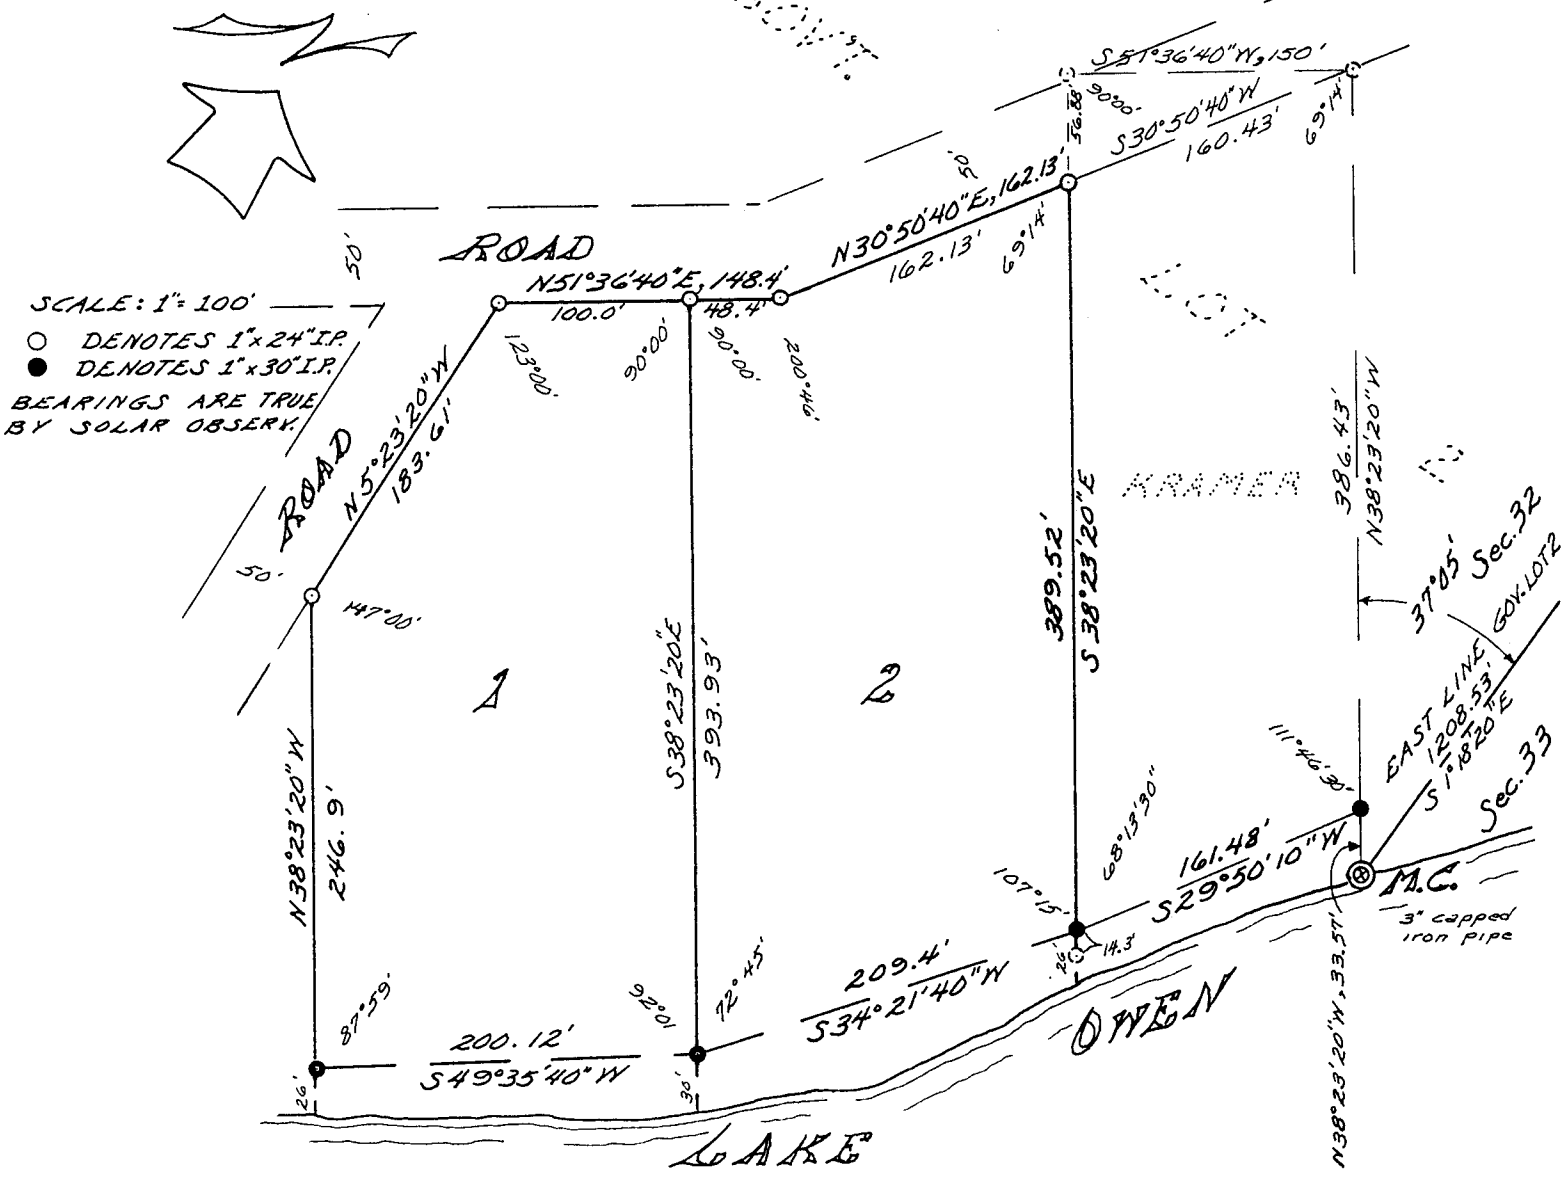 GOVT.
S51°36'40"W, 150'
90°00'
56.88'
S30°50'40"W
160.43'
69°14'
50'
N30°50'40"E, 162.13'
162.13'
69°14'
50'
ROAD
N51°36'40"E, 148.4'
100.0'
48.4'
SCALE: 1"= 100'
DENOTES 1"x24"I.P.
DENOTES 1"x30"I.P.
BEARINGS ARE TRUE
BY SOLAR OBSERV.
123°00'
90°00'
90°00'
200°46'
LOT
2
KRAMER
N5°23'20"W
183.61'
ROAD
50'
147°00'
386.43'
N38°23'20"W
389.52'
S38°23'20"E
37°05'
Sec. 32
GOV. LOT 2
EAST LINE
1208.53'
S1°18'20"E
Sec. 33
1
2
S38°23'20"E
393.93'
N38°23'20"W
246.9'
111°46'30"
68°13'30"
107°15'
161.48'
S29°50'10"W
M.C.
3" capped
iron pipe
N38°23'20"W, 33.57'
14.3'
26'
209.4'
S34°21'40"W
87°59'
92°01'
72°45'
200.12'
S49°35'40"W
26'
30'
LAKE
OWEN